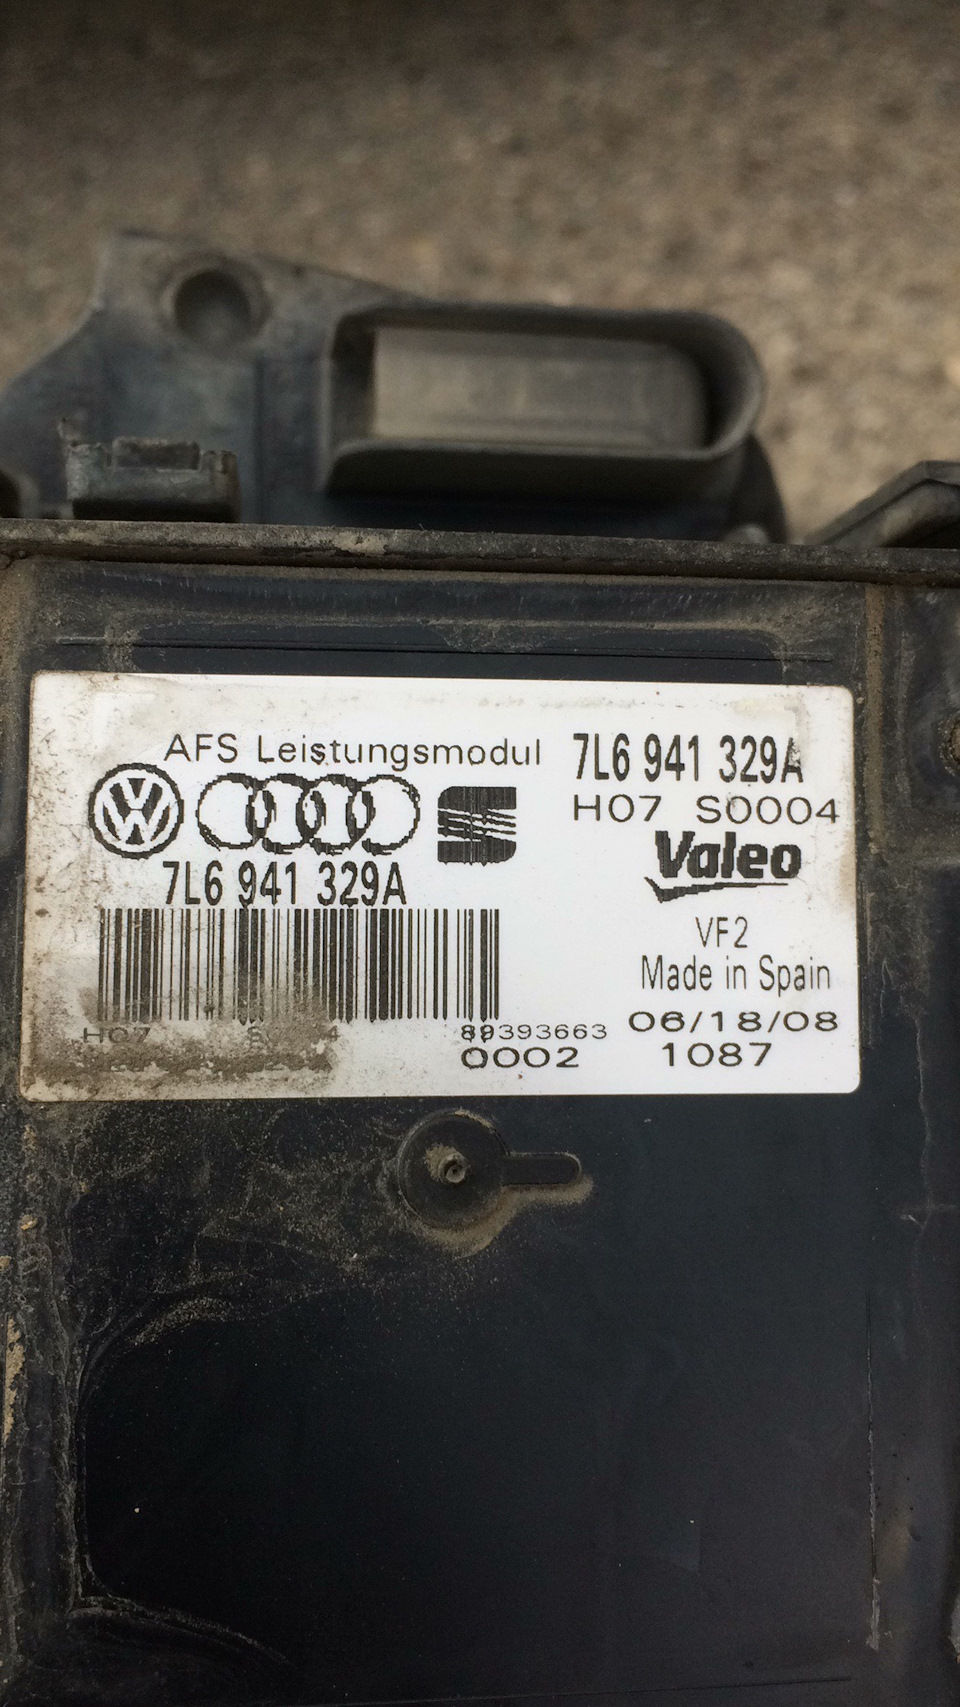 AFS Leistungsmodul
7L6 941 329A
7L6 941 329A
H07 S0004
Valeo
VF2
Made in Spain
H07
89393663
0002
06/18/08
1087